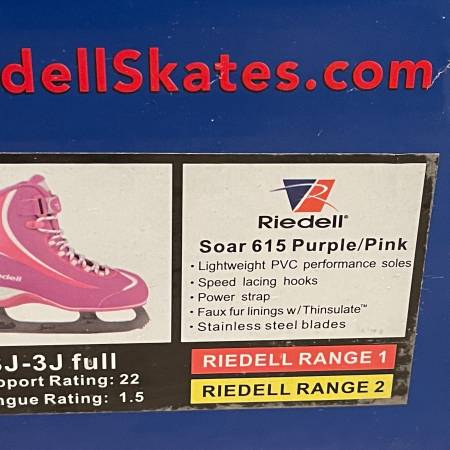 dellSkates.com
Riedell®
Soar 615 Purple/Pink
• Lightweight PVC performance soles
• Speed lacing hooks
• Power strap
• Faux fur linings w/Thinsulate™
• Stainless steel blades
dell
J-3J full
pport Rating: 22
ngue Rating: 1.5
RIEDELL RANGE 1
RIEDELL RANGE 2